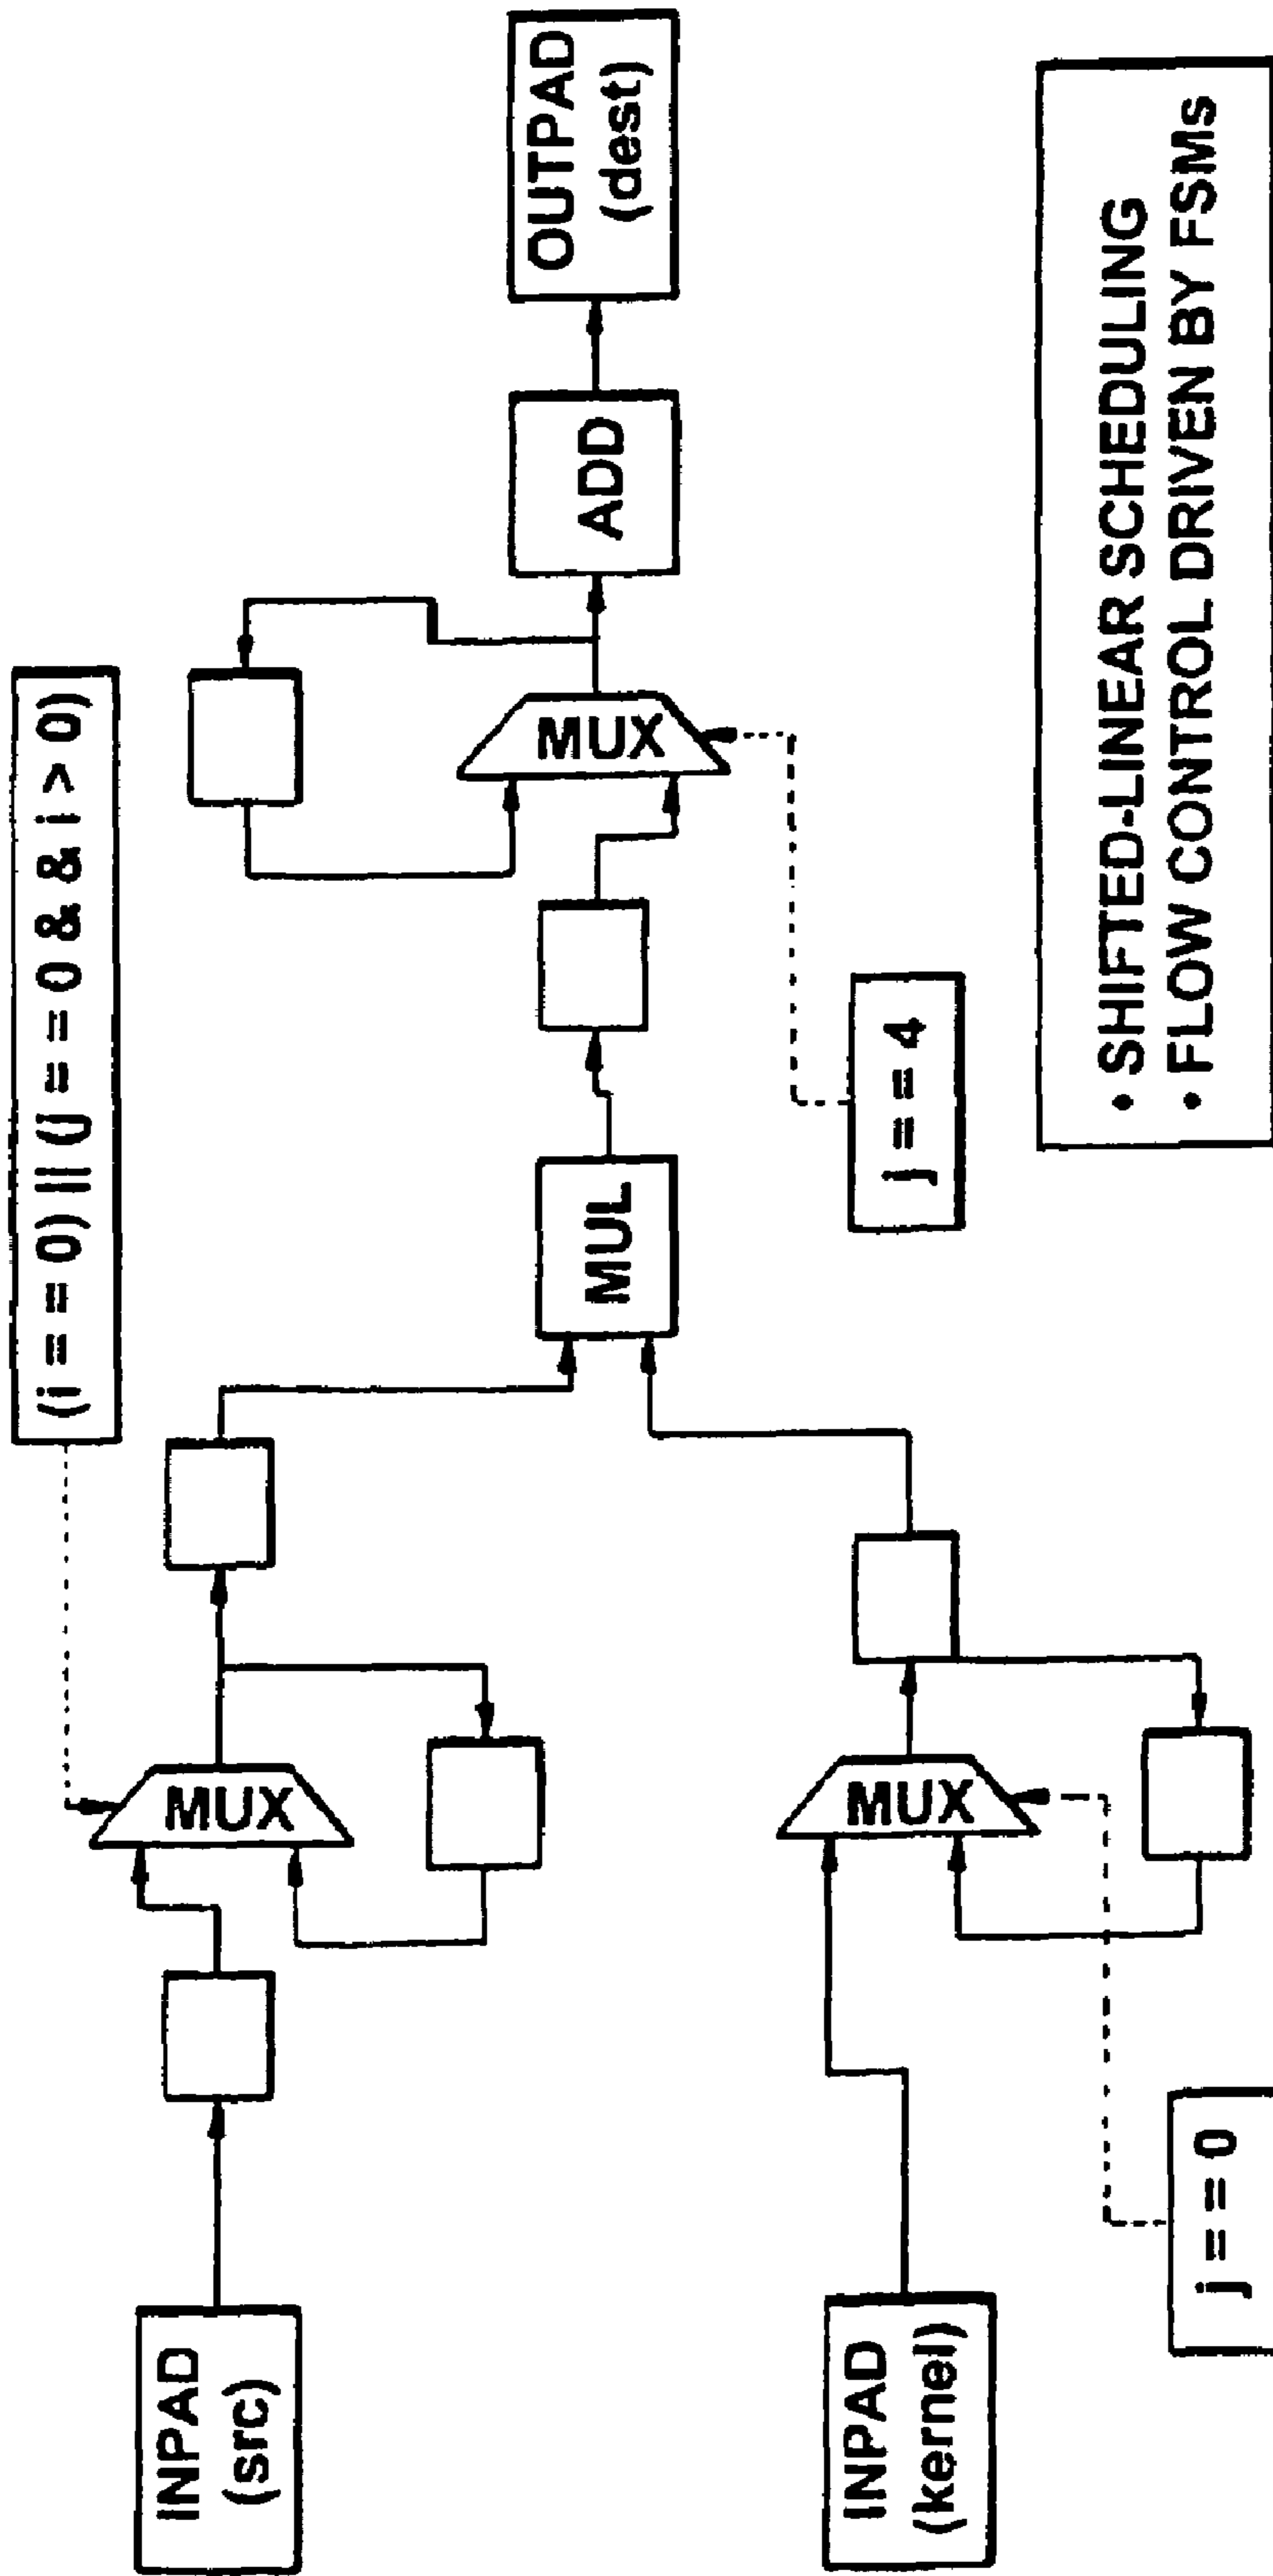 (i = = 0) || (j = = 0 & & i > 0)
INPAD
(src)
MUX
MUL
MUX
ADD
OUTPAD
(dest)
INPAD
(kernel)
MUX
j = = 0
j = = 4
• SHIFTED-LINEAR SCHEDULING
• FLOW CONTROL DRIVEN BY FSMs